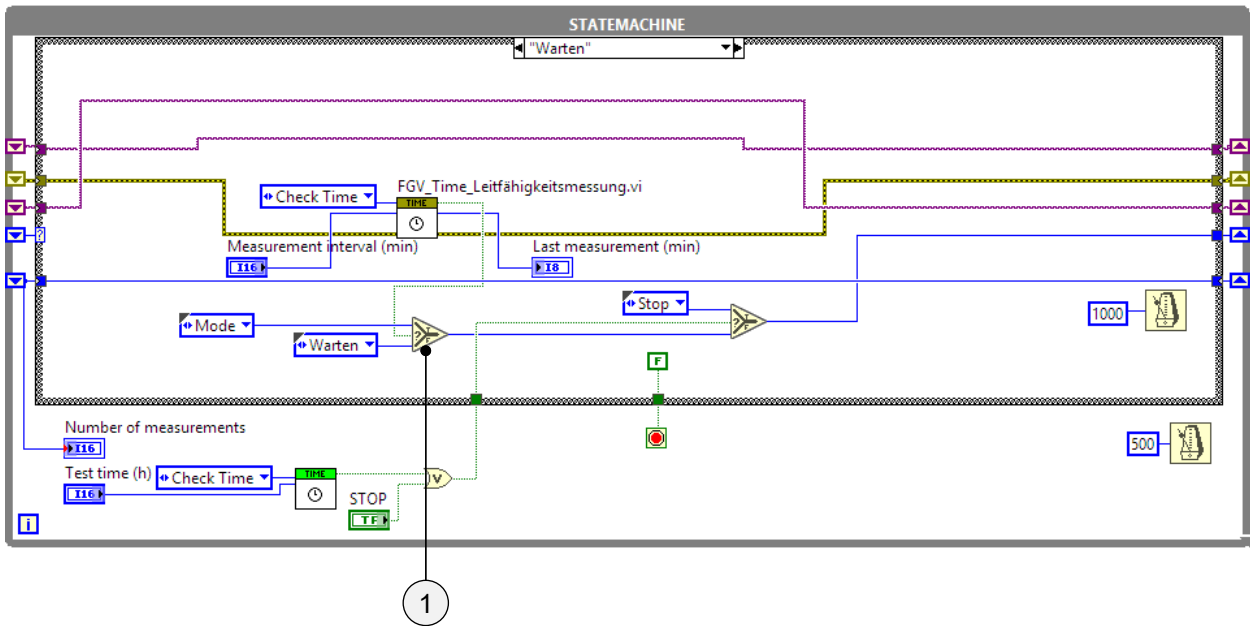 STATEMACHINE
"Warten"
FGV_Time_Leitfähigkeitsmessung.vi
Check Time
TIME
Measurement interval (min)
Last measurement (min)
I16
I8
?
Stop
1000
Mode
?
T
F
?
T
F
Warten
F
Number of measurements
I16
500
Test time (h)
Check Time
TIME
I16
V
STOP
TF
i
1